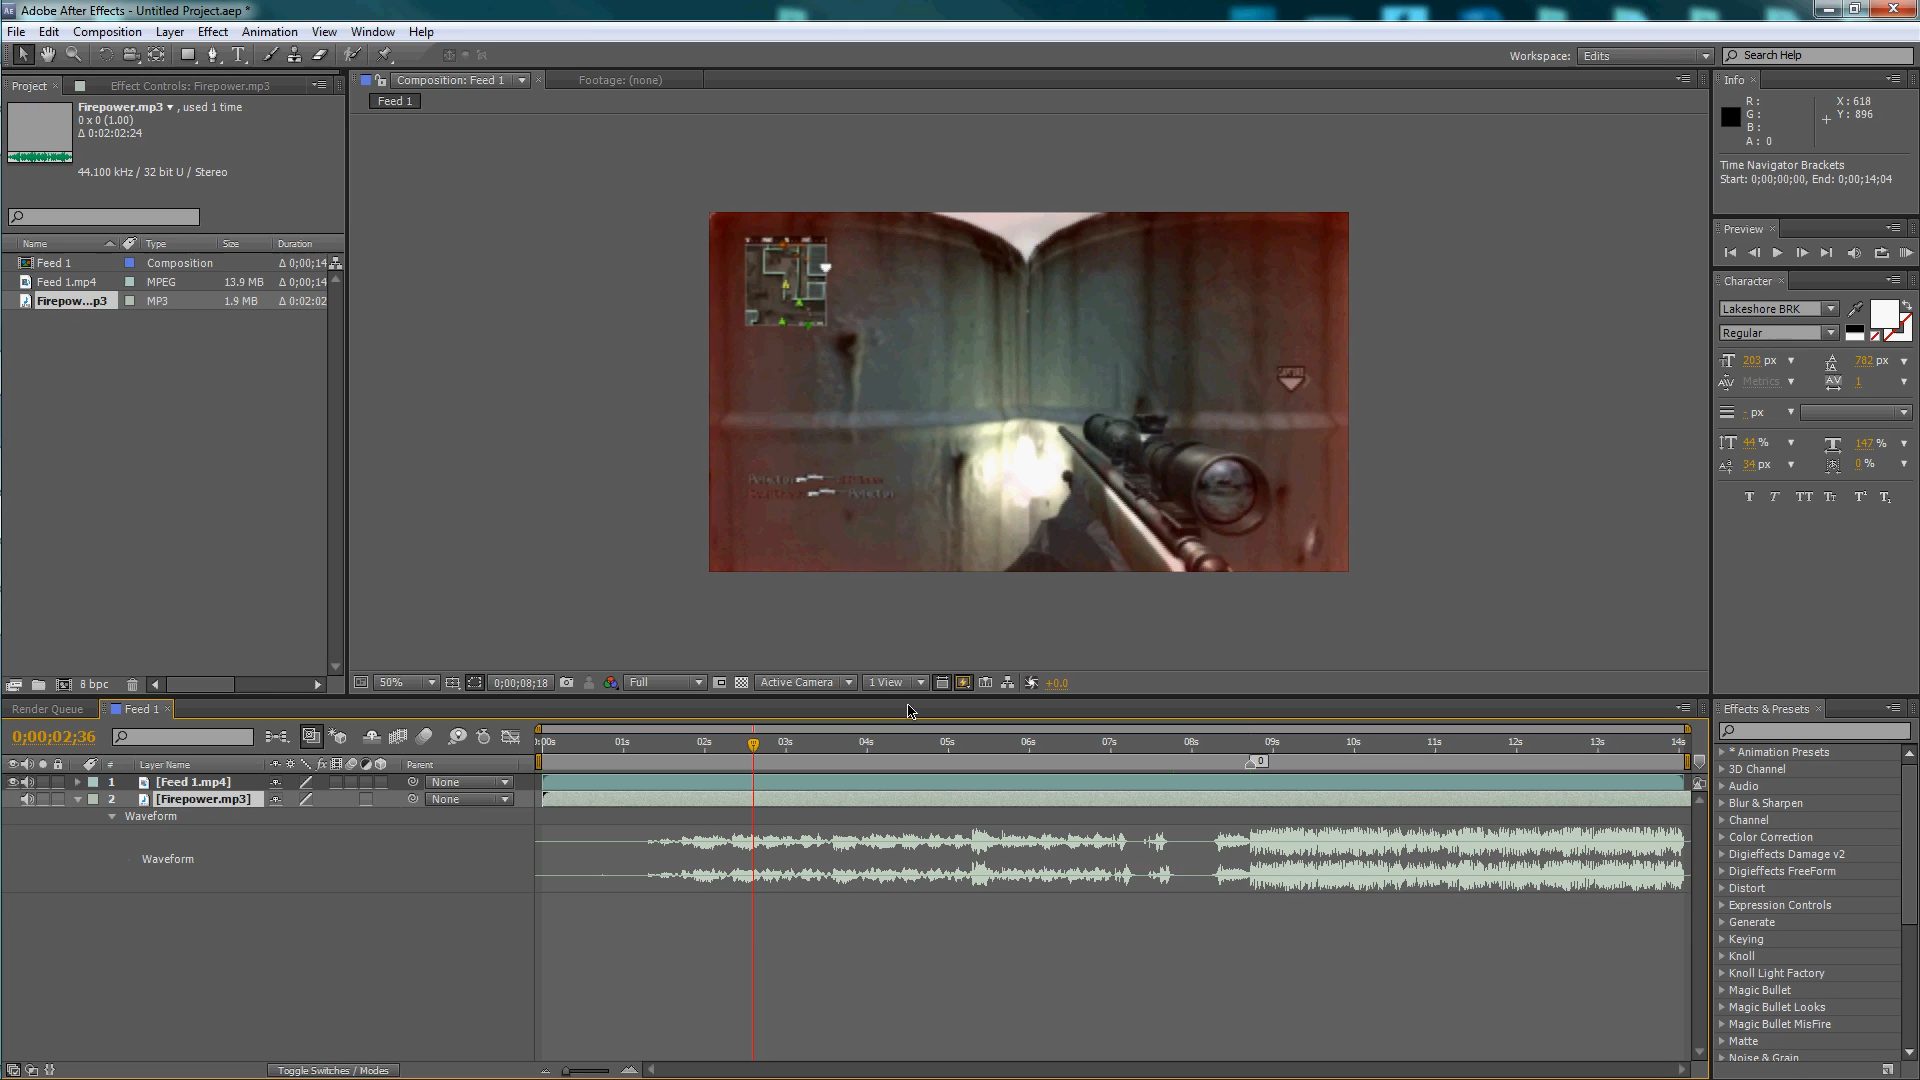 Adobe After Effects - Untitled Project.aep *
File Edit Composition Layer Effect Animation View Window Help
Workspace: Edits Search Help
Project Effect Controls: Firepower.mp3
Composition: Feed 1 Footage: (none)
Feed 1
Firepower.mp3 , used 1 time
0 x 0 (1.00)
Δ 0:02:02:24
44.100 kHz / 32 bit U / Stereo
Name Type Size Duration
Feed 1 Composition Δ 0;00;14
Feed 1.mp4 MPEG 13.9 MB Δ 0;00;14
Firepow...p3 MP3 1.9 MB Δ 0:02:02
8 bpc
50% 0;00;08;18 Full Active Camera 1 View +0.0
Info
R : X : 618
G : Y : 896
B :
A : 0
Time Navigator Brackets
Start: 0;00;00;00, End: 0;00;14;04
Preview
Character
Lakeshore BRK
Regular
203 px 782 px
Metrics 1
- px
44 % 147 %
34 px 0 %
T T TT Tt T¹ T₁
Render Queue Feed 1
0;00;02;36
:00s 01s 02s 03s 04s 05s 06s 07s 08s 09s 10s 11s 12s 13s 14s
0
# Layer Name Parent
1 [Feed 1.mp4] None
2 [Firepower.mp3] None
Waveform
Waveform
Toggle Switches / Modes
Effects & Presets
* Animation Presets
3D Channel
Audio
Blur & Sharpen
Channel
Color Correction
Digieffects Damage v2
Digieffects FreeForm
Distort
Expression Controls
Generate
Keying
Knoll
Knoll Light Factory
Magic Bullet
Magic Bullet Looks
Magic Bullet MisFire
Matte
Noise & Grain